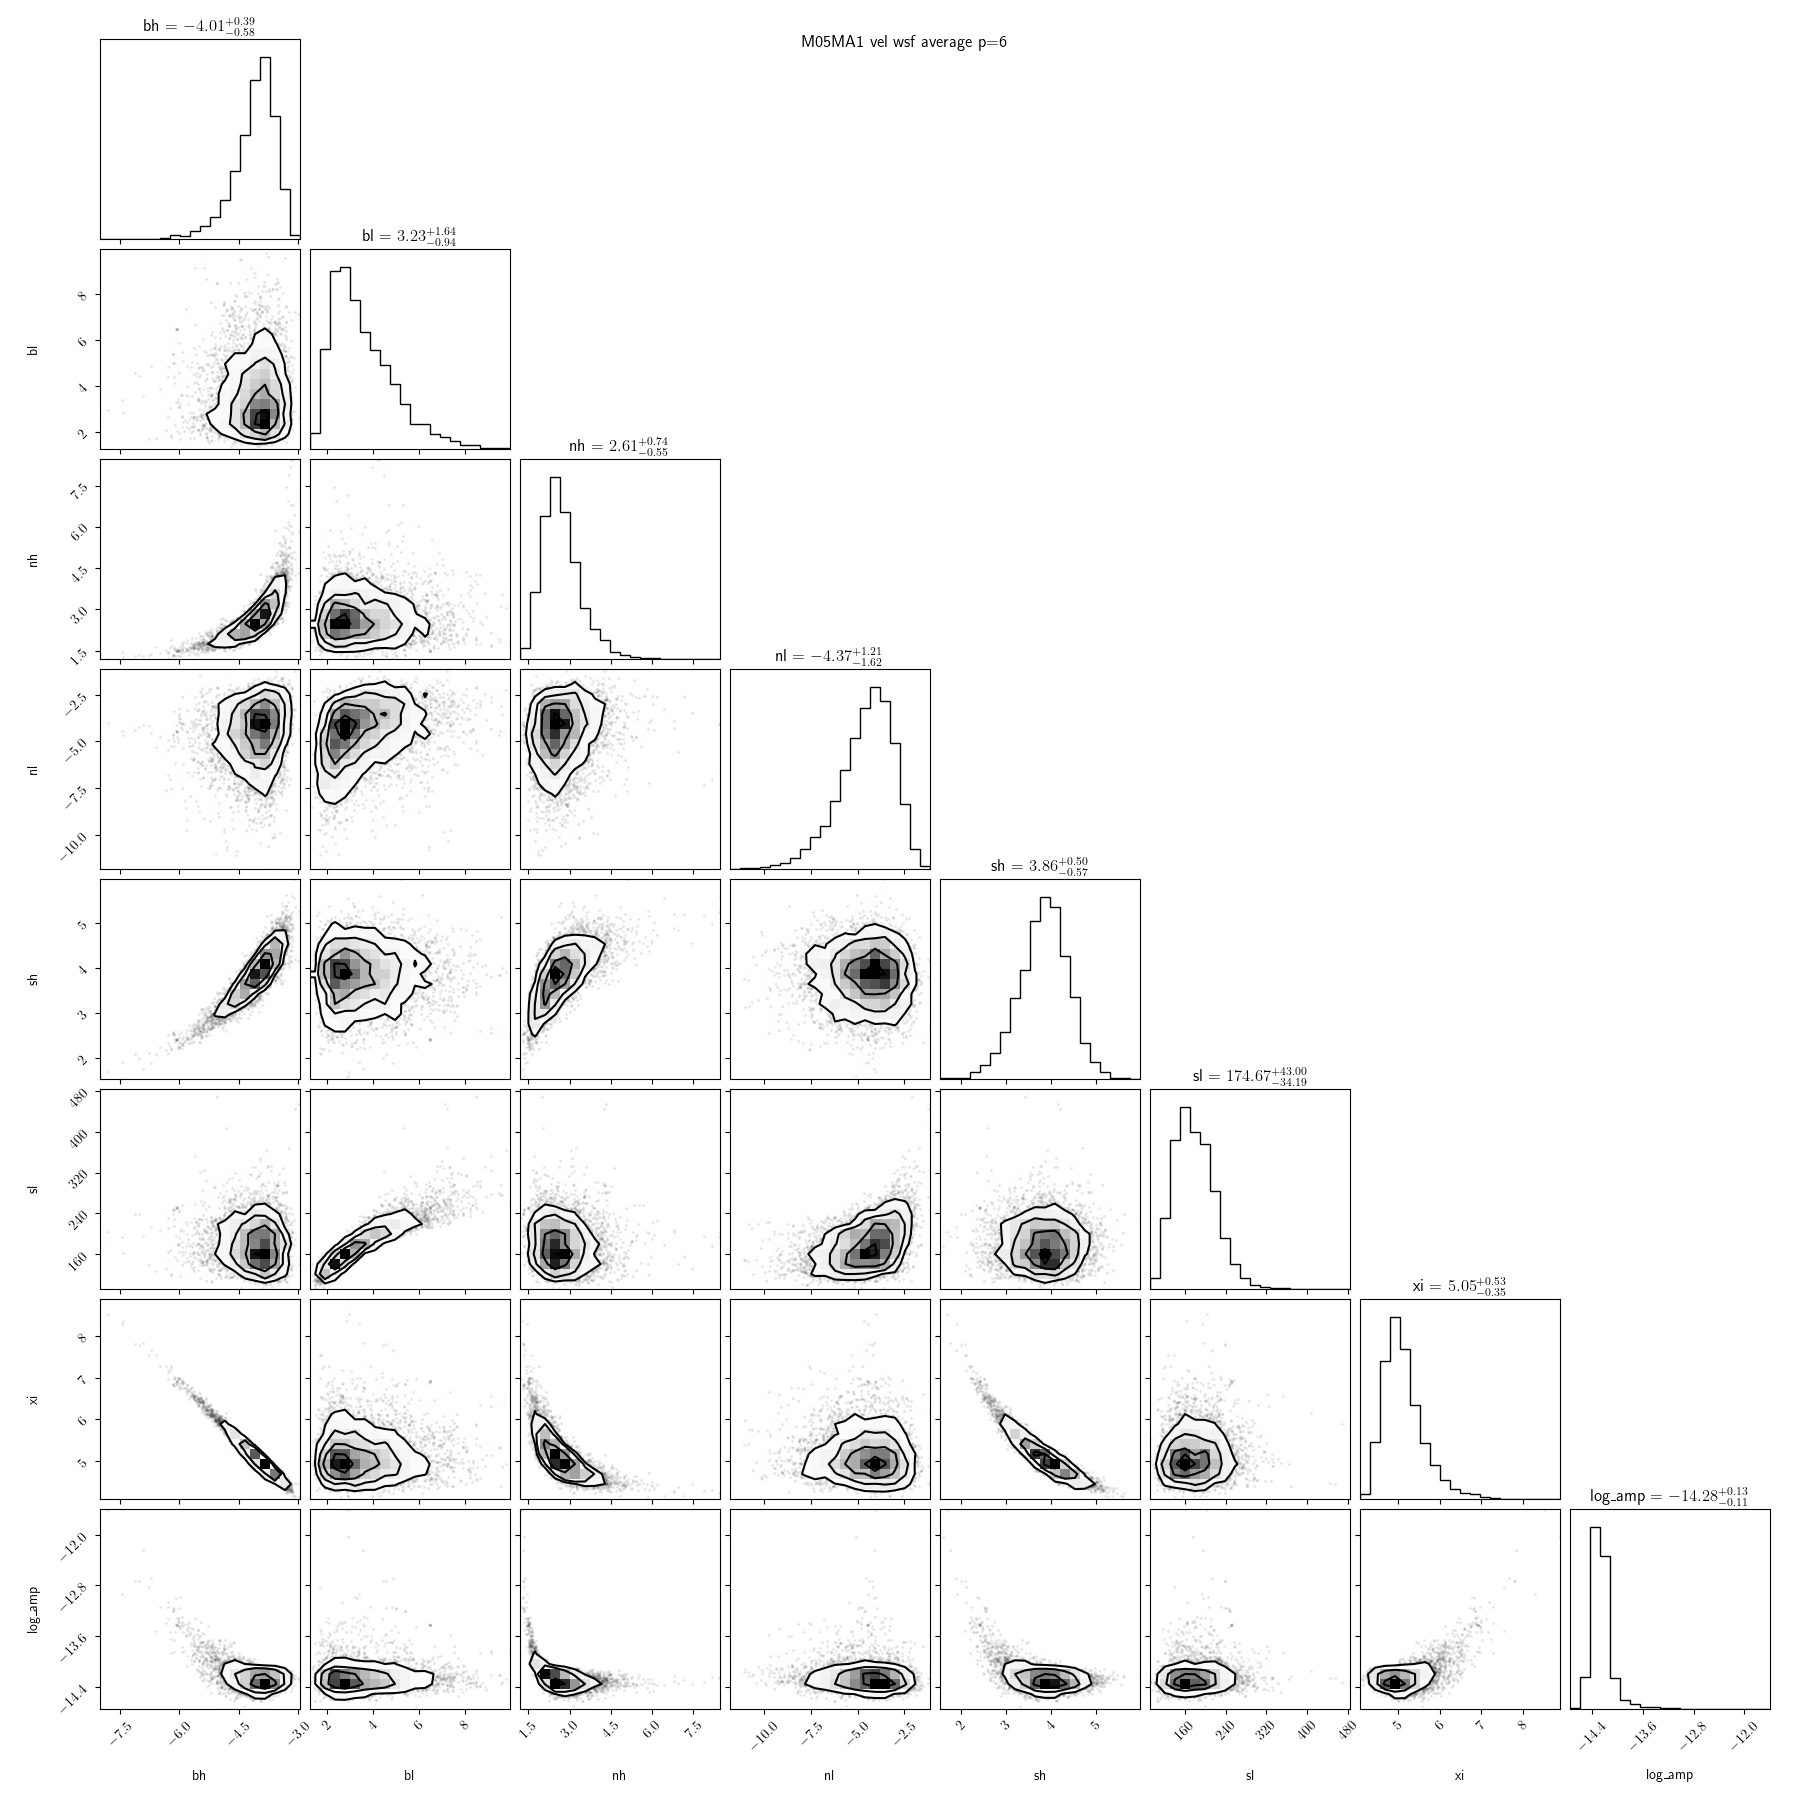 M05MA1 vel wsf average p=6
bh = −4.01+0.39 −0.58
bl = 3.23+1.64 −0.94
8
6
4
2
bl
nh = 2.61+0.74 −0.55
7.5
6.0
4.5
3.0
1.5
nh
nl = −4.37+1.21 −1.62
−2.5
−5.0
−7.5
−10.0
nl
sh = 3.86+0.50 −0.57
5
4
3
2
sh
sl = 174.67+43.00 −34.19
480
400
320
240
160
sl
xi = 5.05+0.53 −0.35
8
7
6
5
xi
log_amp = −14.28+0.13 −0.11
−12.0
−12.8
−13.6
−14.4
log_amp
−7.5 −6.0 −4.5 −3.0
2 4 6 8
1.5 3.0 4.5 6.0 7.5
−10.0 −7.5 −5.0 −2.5
2 3 4 5
160 240 320 400 480
5 6 7 8
−14.4 −13.6 −12.8 −12.0
bh bl nh nl sh sl xi log_amp